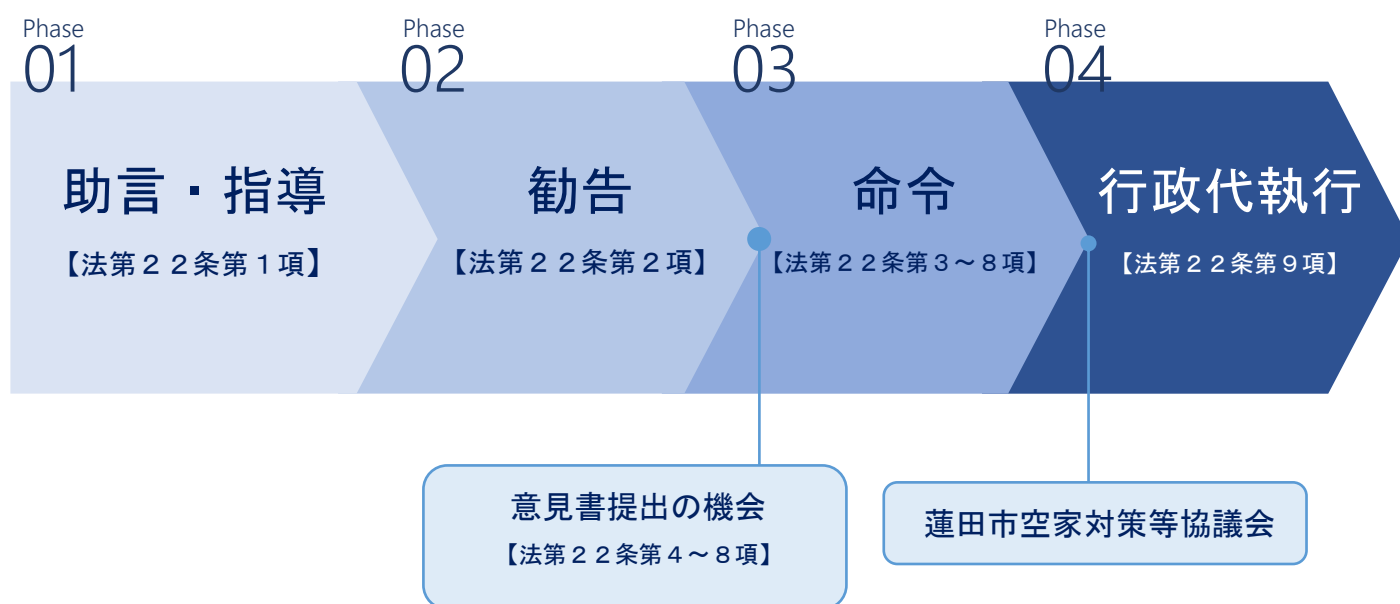 Phase
01
助言・指導
【法第２２条第１項】
Phase
02
勧告
【法第２２条第２項】
Phase
03
命令
【法第２２条第３～８項】
Phase
04
行政代執行
【法第２２条第９項】
意見書提出の機会
【法第２２条第４～８項】
蓮田市空家対策等協議会